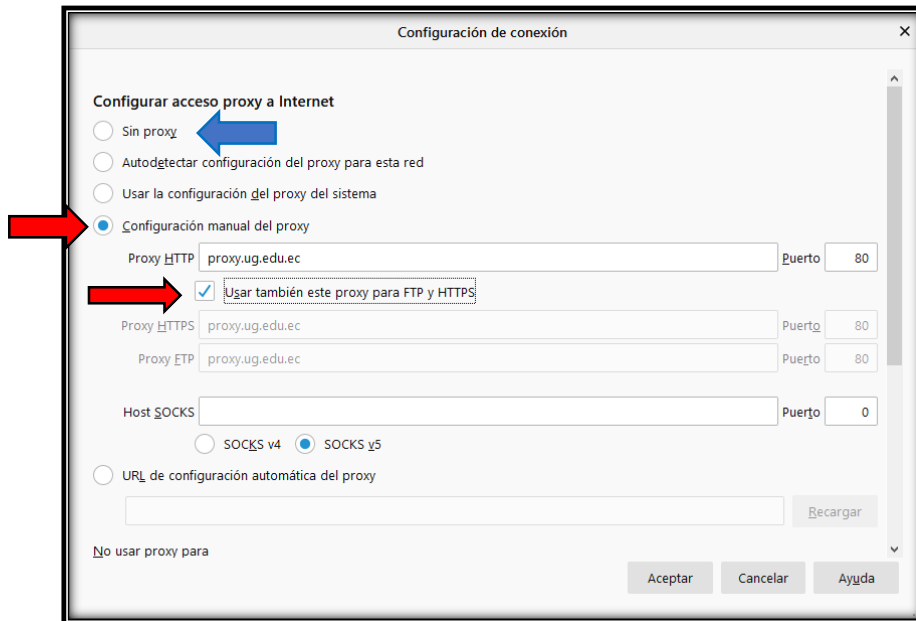 Configuración de conexión
Configurar acceso proxy a Internet
Sin proxy
Autodetectar configuración del proxy para esta red
Usar la configuración del proxy del sistema
Configuración manual del proxy
Proxy HTTP proxy.ug.edu.ec Puerto 80
Usar también este proxy para FTP y HTTPS
Proxy HTTPS proxy.ug.edu.ec Puerto 80
Proxy FTP proxy.ug.edu.ec Puerto 80
Host SOCKS Puerto 0
SOCKS v4 SOCKS v5
URL de configuración automática del proxy
Recargar
No usar proxy para
Aceptar Cancelar Ayuda